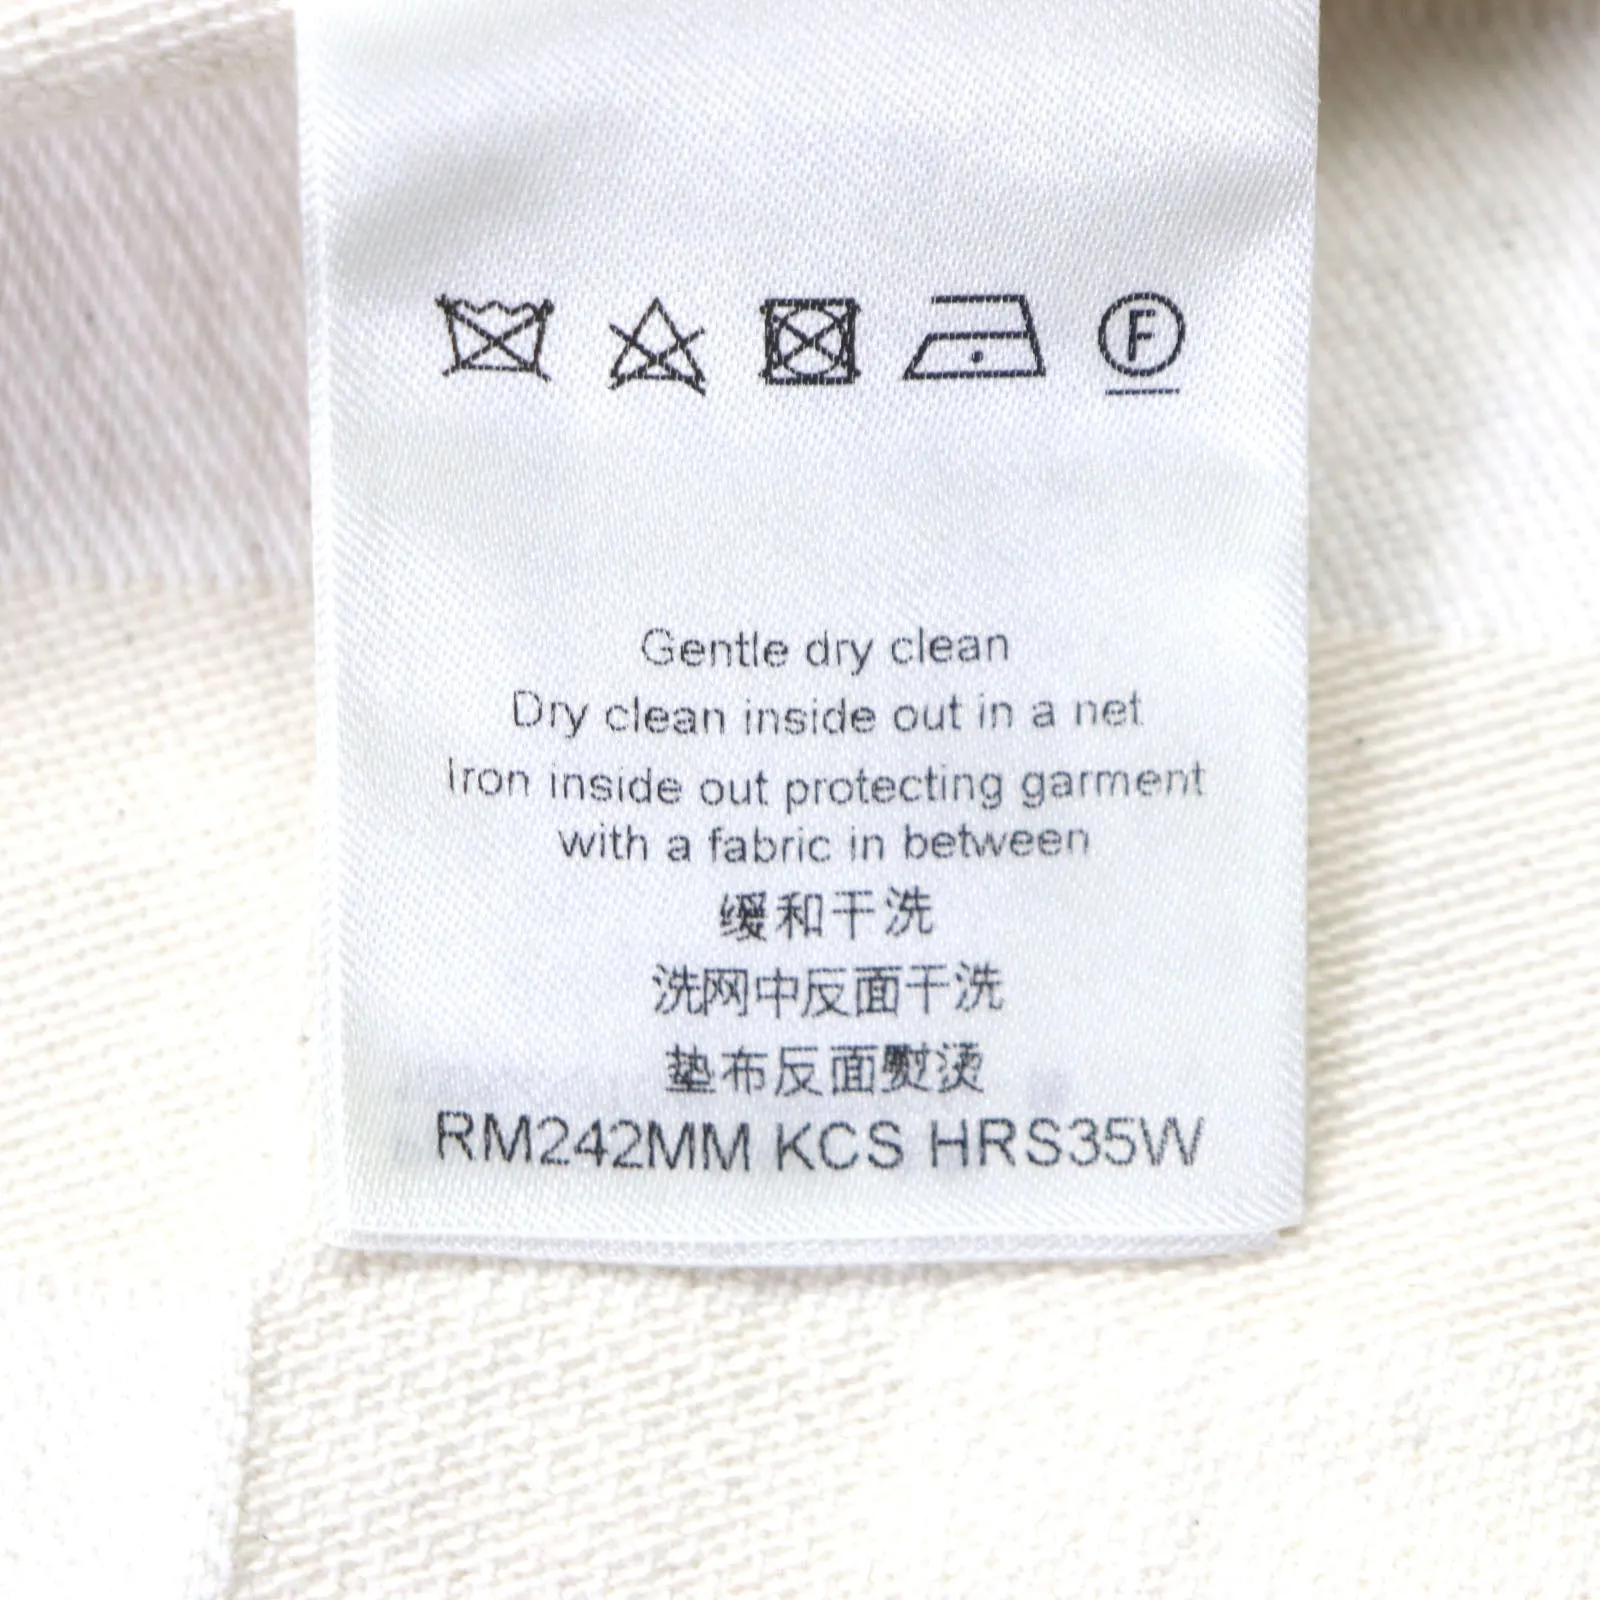 F
Gentle dry clean
Dry clean inside out in a net
Iron inside out protecting garment
with a fabric in between
缓和干洗
洗网中反面干洗
垫布反面熨烫
RM242MM KCS HRS35W